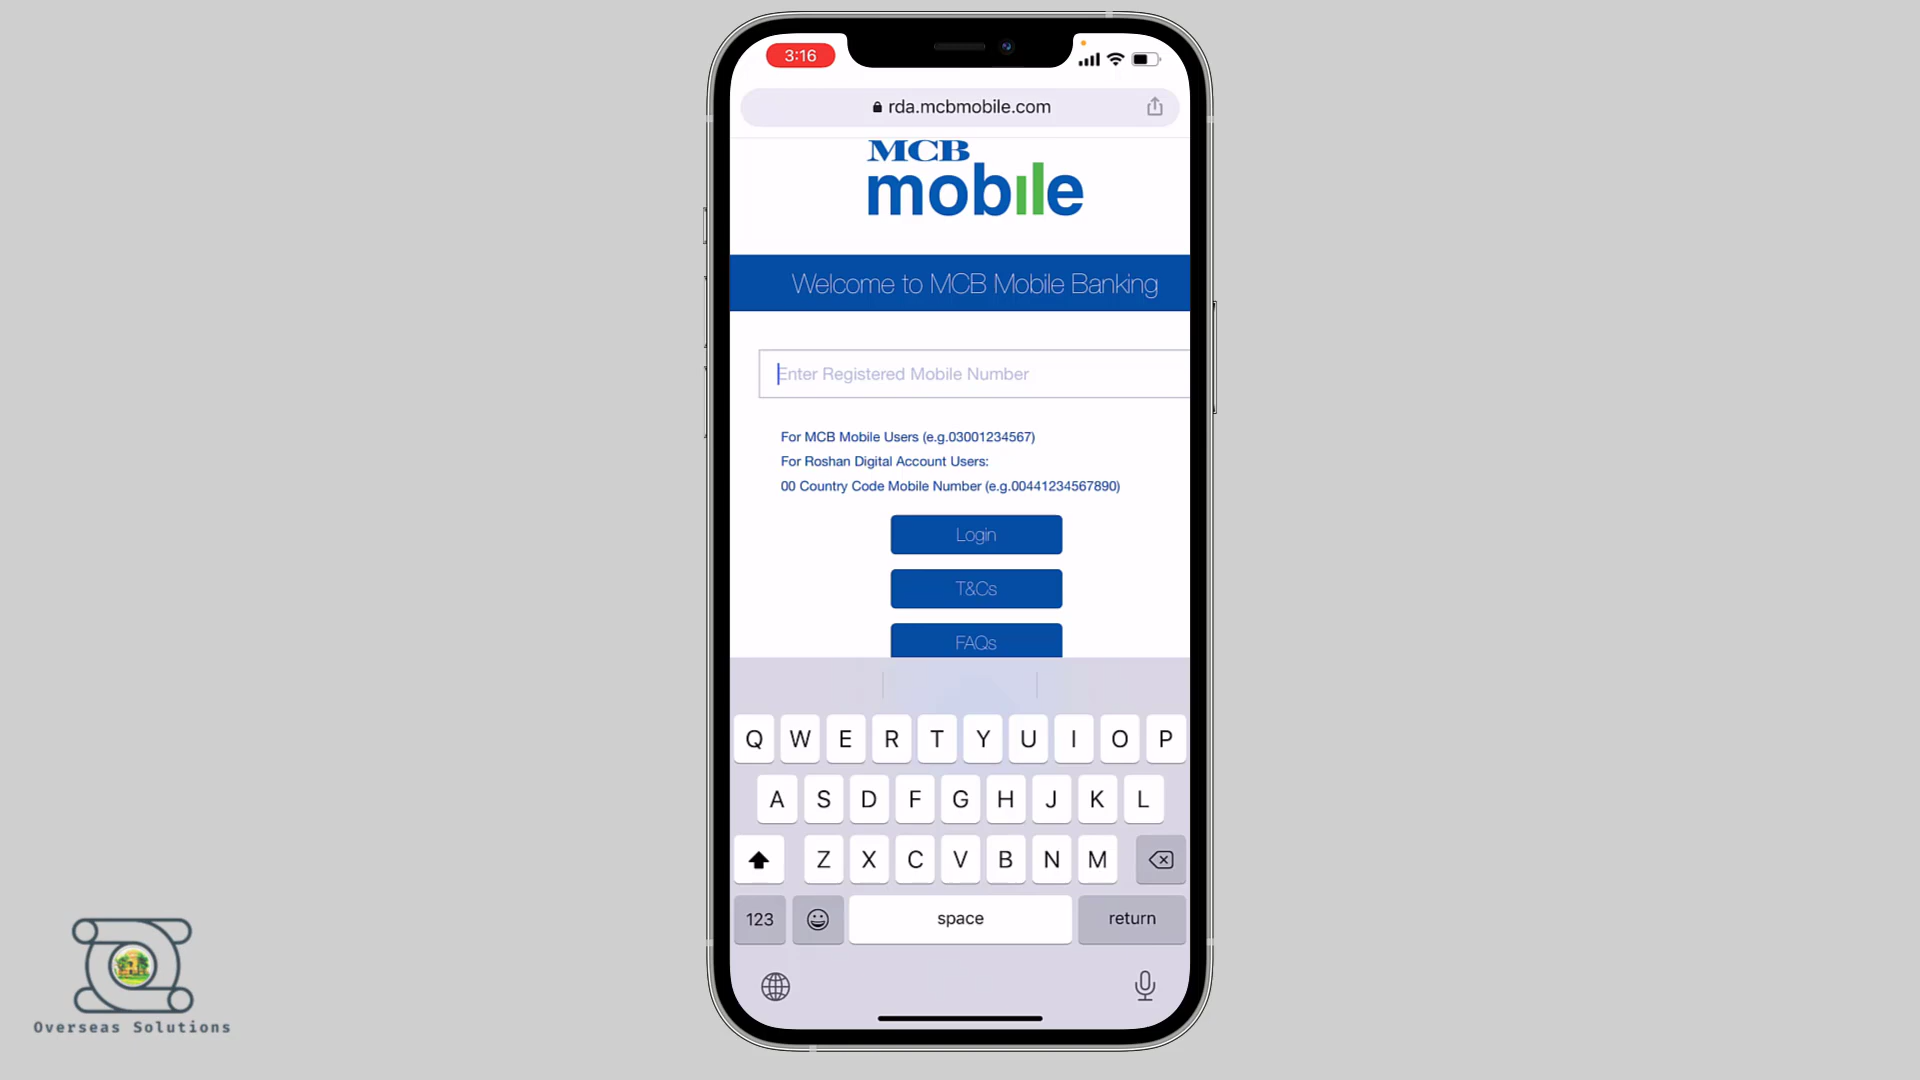 3:16
rda.mcbmobile.com
MCB
mobile
Welcome to MCB Mobile Banking
Enter Registered Mobile Number
For MCB Mobile Users (e.g.03001234567)
For Roshan Digital Account Users:
00 Country Code Mobile Number (e.g.00441234567890)
Login
T&Cs
FAQs
Q W E R T Y U I O P
A S D F G H J K L
Z X C V B N M
123 space return
Overseas Solutions